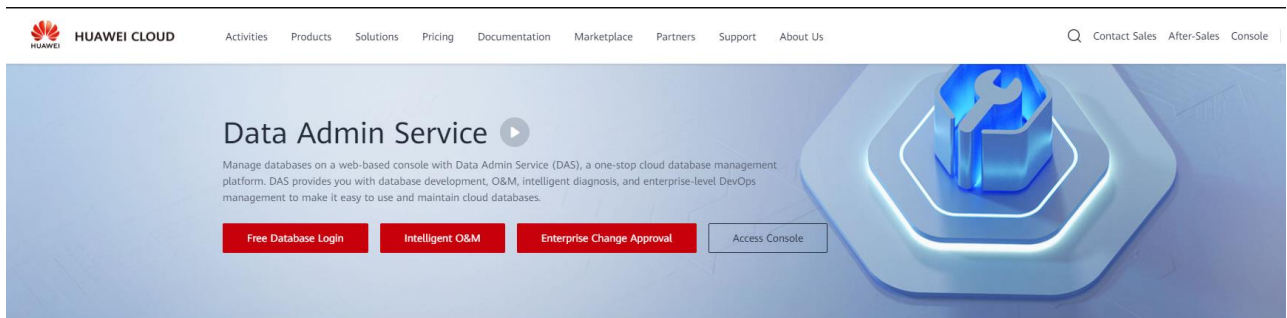 HUAWEI
HUAWEI CLOUD
Activities Products Solutions Pricing Documentation Marketplace Partners Support About Us
Contact Sales After-Sales Console
Data Admin Service
Manage databases on a web-based console with Data Admin Service (DAS), a one-stop cloud database management
platform. DAS provides you with database development, O&M, intelligent diagnosis, and enterprise-level DevOps
management to make it easy to use and maintain cloud databases.
Free Database Login Intelligent O&M Enterprise Change Approval Access Console